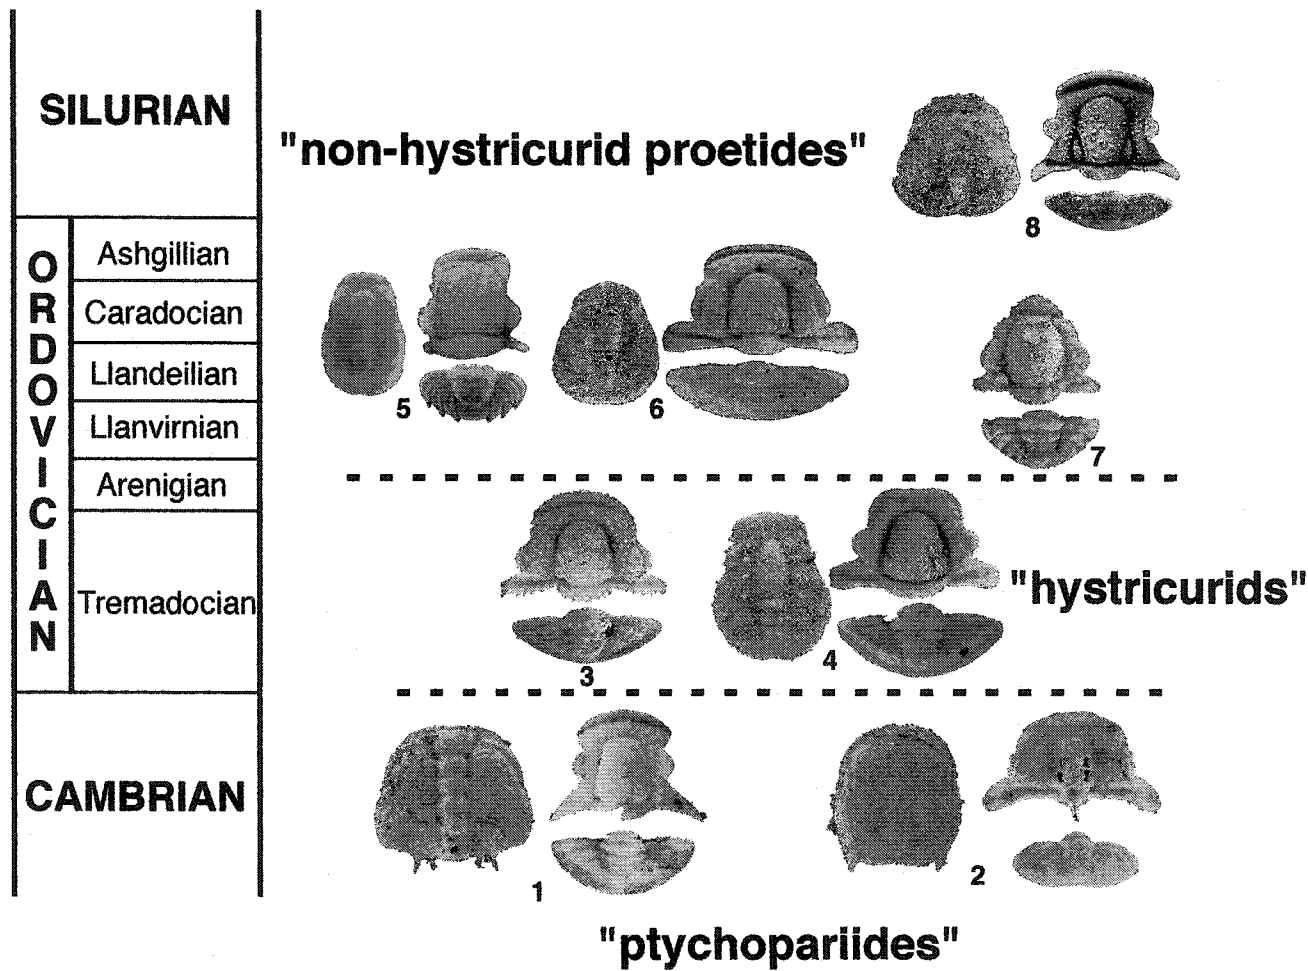 SILURIAN
"non-hystricurid proetides"
8
ORDOVICIAN
Ashgillian
Caradocian
Llandeilian
Llanvirnian
Arenigian
Tremadocian
5
6
7
3
4
"hystricurids"
CAMBRIAN
1
2
"ptychopariides"